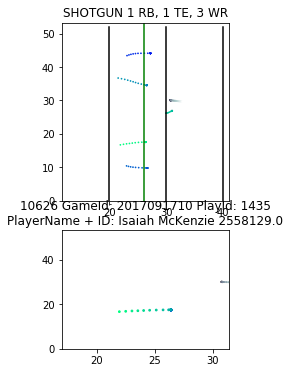 SHOTGUN 1 RB, 1 TE, 3 WR
50
40
30
20
10
0
20 30 40
10626 GameId: 2017091710 PlayId: 1435
PlayerName + ID: Isaiah McKenzie 2558129.0
40
20
0
20 25 30